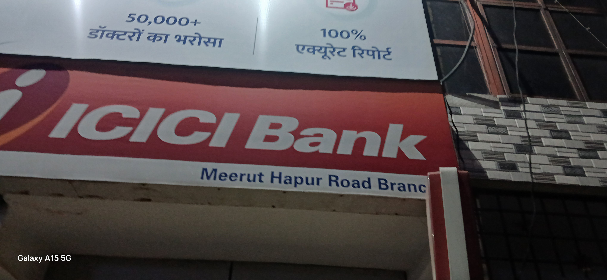 50,000+
डॉक्टरों का भरोसा
100%
एक्यूरेट रिपोर्ट
ICICI Bank
Meerut Hapur Road Branc
Galaxy A15 5G